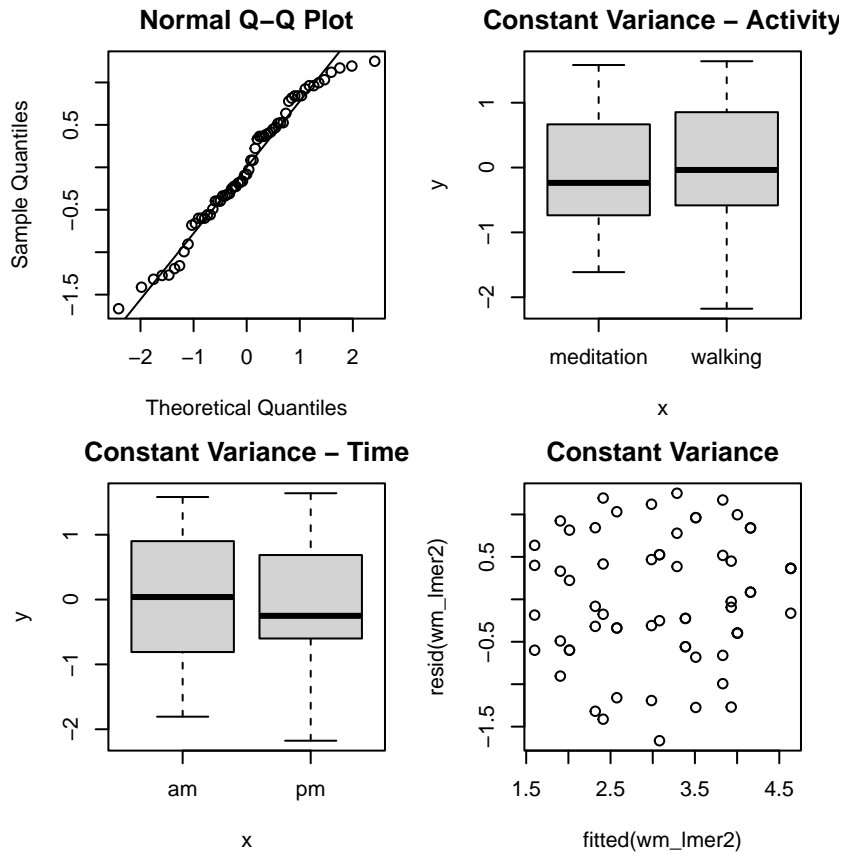 Normal Q−Q Plot
Sample Quantiles
0.5
−0.5
−1.5
−2 −1 0 1 2
Theoretical Quantiles
Constant Variance − Activity
y
1
0
−1
−2
meditation walking
x
Constant Variance − Time
y
1
0
−1
−2
am pm
x
Constant Variance
resid(wm_lmer2)
0.5
−0.5
−1.5
1.5 2.5 3.5 4.5
fitted(wm_lmer2)